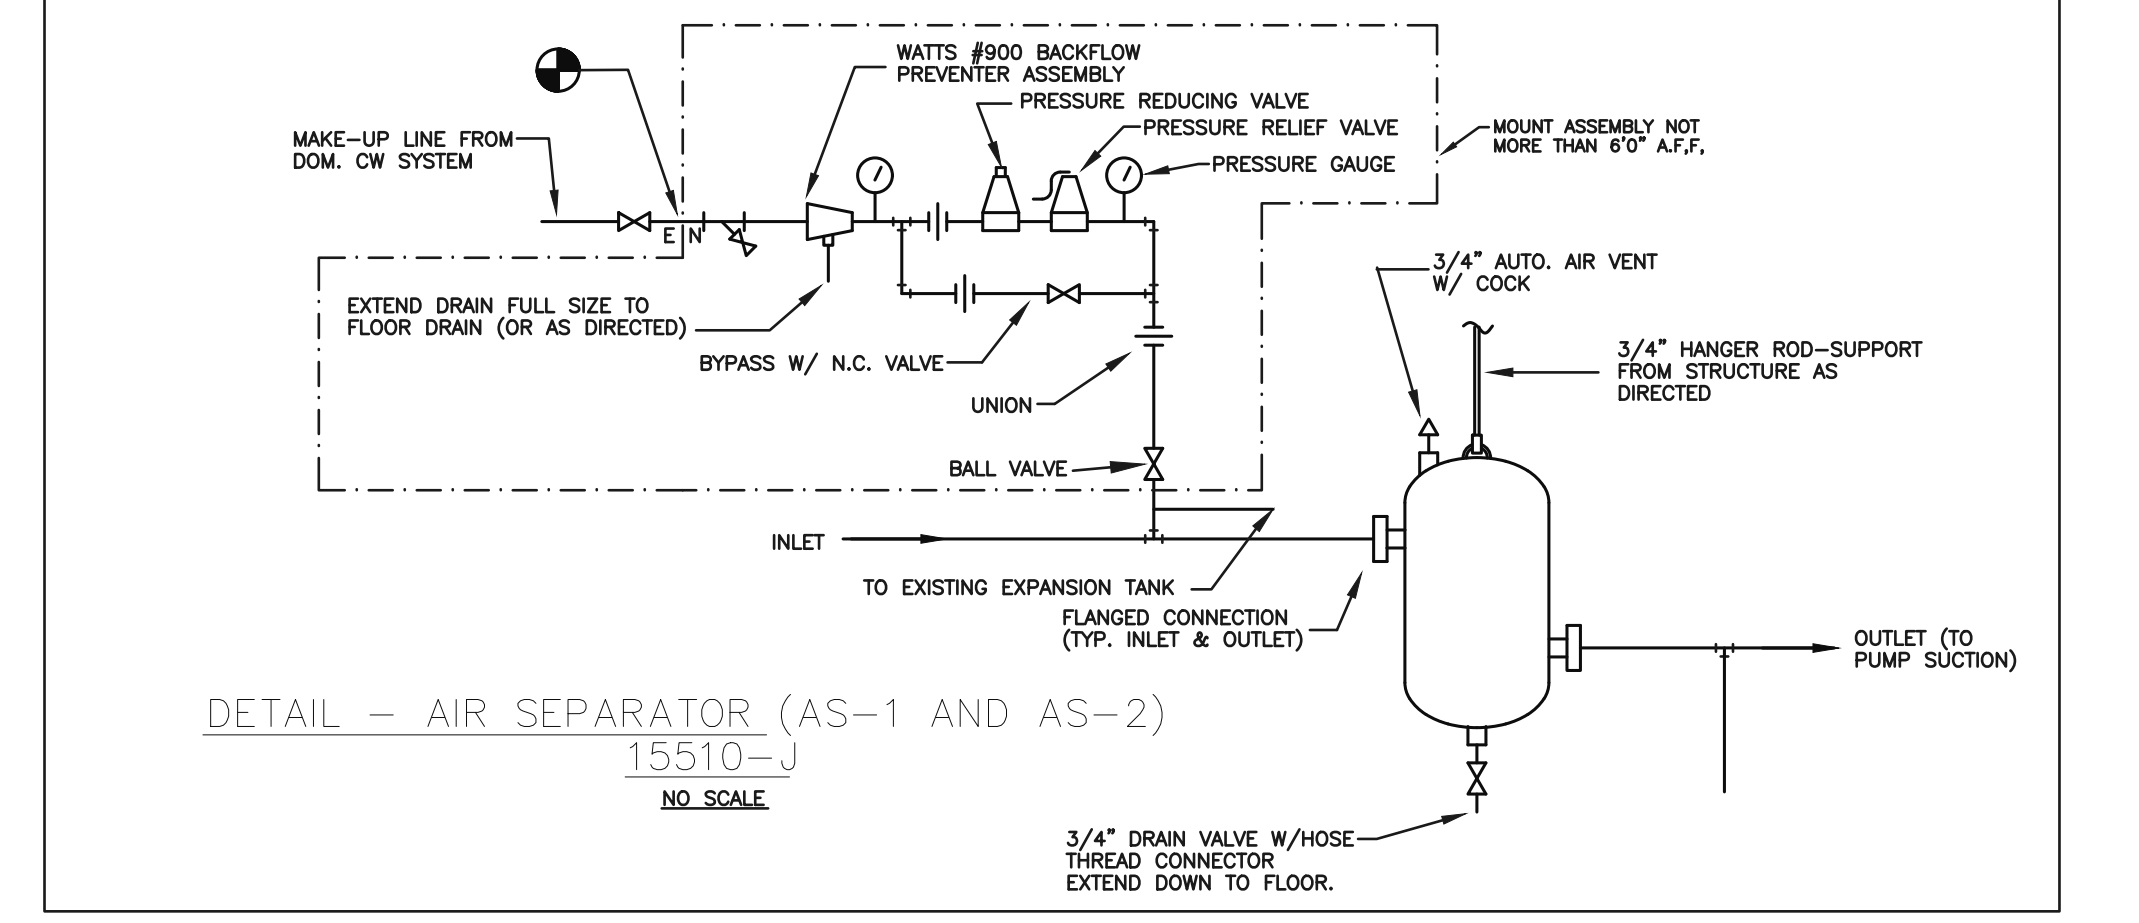 WATTS #900 BACKFLOW
PREVENTER ASSEMBLY
PRESSURE REDUCING VALVE
PRESSURE RELIEF VALVE
PRESSURE GAUGE
MOUNT ASSEMBLY NOT
MORE THAN 6'0" A.F,F,
MAKE-UP LINE FROM
DOM. CW SYSTEM
E N
3/4" AUTO. AIR VENT
W/ COCK
EXTEND DRAIN FULL SIZE TO
FLOOR DRAIN (OR AS DIRECTED)
BYPASS W/ N.C. VALVE
3/4" HANGER ROD-SUPPORT
FROM STRUCTURE AS
DIRECTED
UNION
BALL VALVE
INLET
TO EXISTING EXPANSION TANK
FLANGED CONNECTION
(TYP. INLET & OUTLET)
OUTLET (TO
PUMP SUCTION)
DETAIL - AIR SEPARATOR (AS-1 AND AS-2)
15510-J
NO SCALE
3/4" DRAIN VALVE W/HOSE
THREAD CONNECTOR
EXTEND DOWN TO FLOOR.